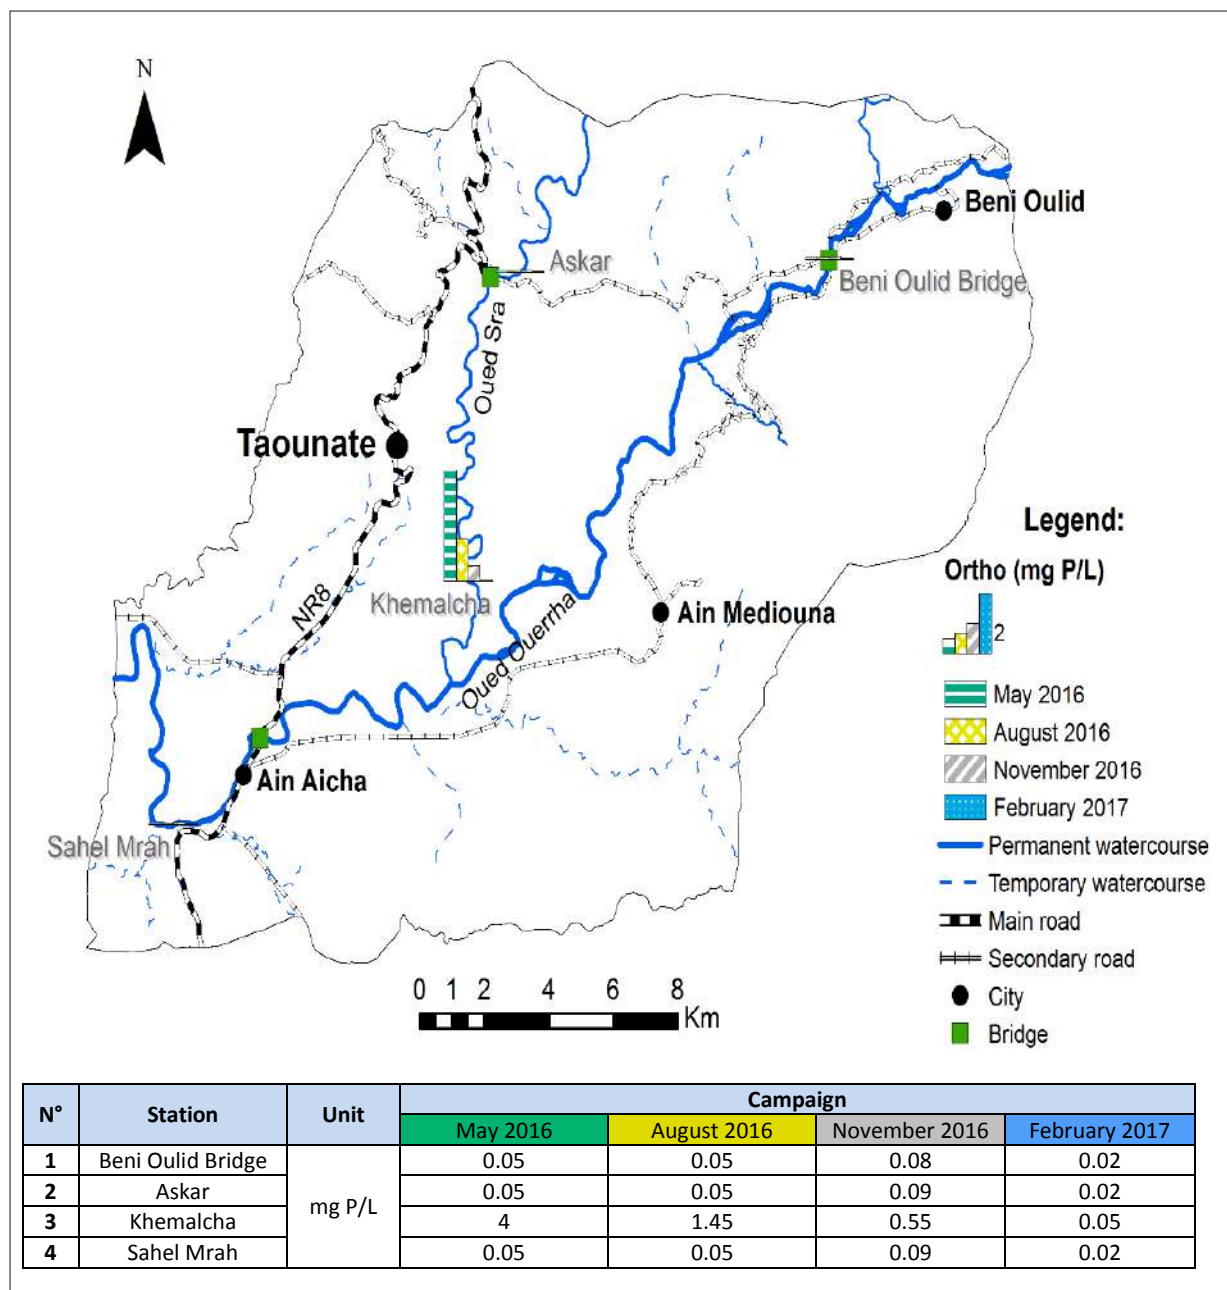 N
Beni Oulid
Askar
Beni Oulid Bridge
Oued Sra
Taounate
Khemalcha
NR8
Oued Ouerrha
Ain Mediouna
Ain Aicha
Sahel Mrah
Legend:
Ortho (mg P/L)
2
May 2016
August 2016
November 2016
February 2017
Permanent watercourse
Temporary watercourse
Main road
Secondary road
City
Bridge
0 1 2 4 6 8
Km
N° Station Unit Campaign
May 2016 August 2016 November 2016 February 2017
1 Beni Oulid Bridge mg P/L 0.05 0.05 0.08 0.02
2 Askar 0.05 0.05 0.09 0.02
3 Khemalcha 4 1.45 0.55 0.05
4 Sahel Mrah 0.05 0.05 0.09 0.02